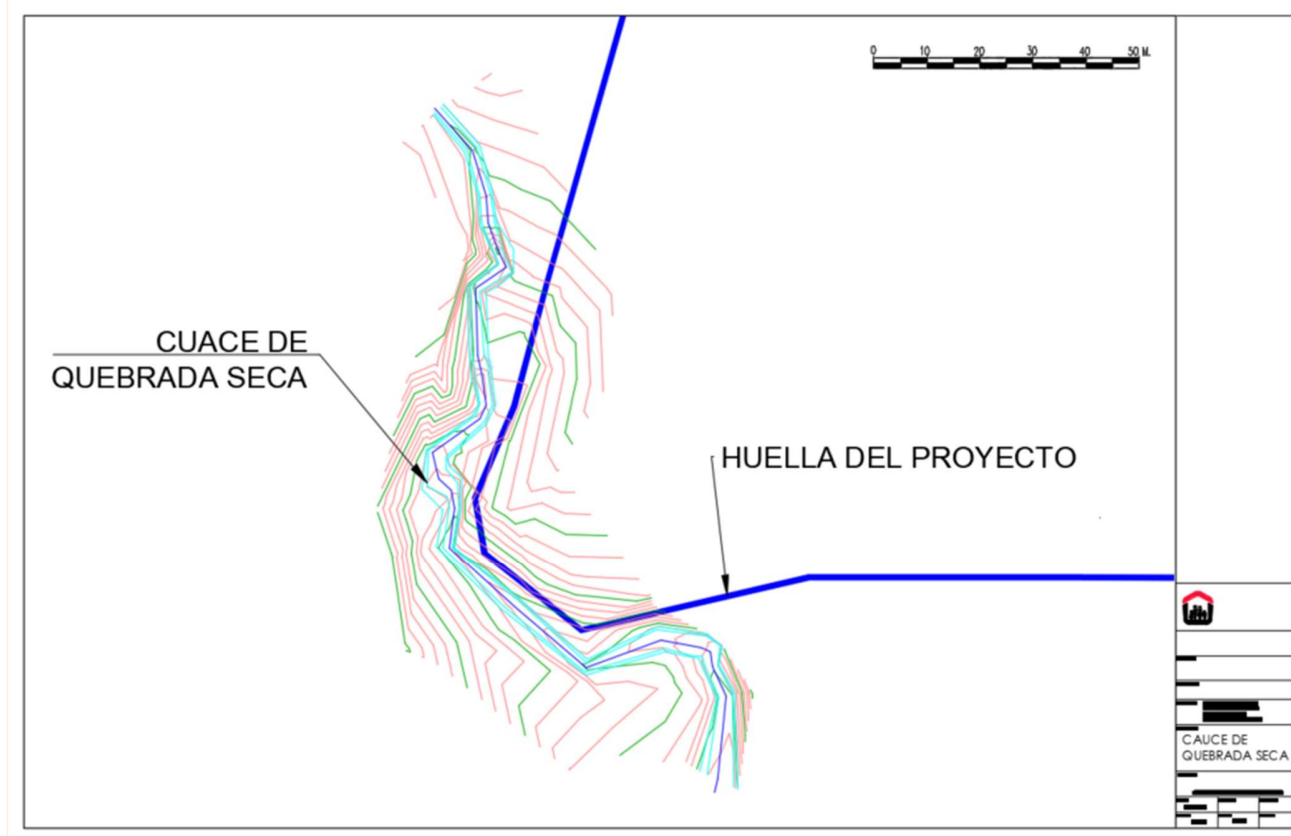 0 10 20 30 40 50 M.
CUACE DE
QUEBRADA SECA
HUELLA DEL PROYECTO
CAUCE DE
QUEBRADA SECA